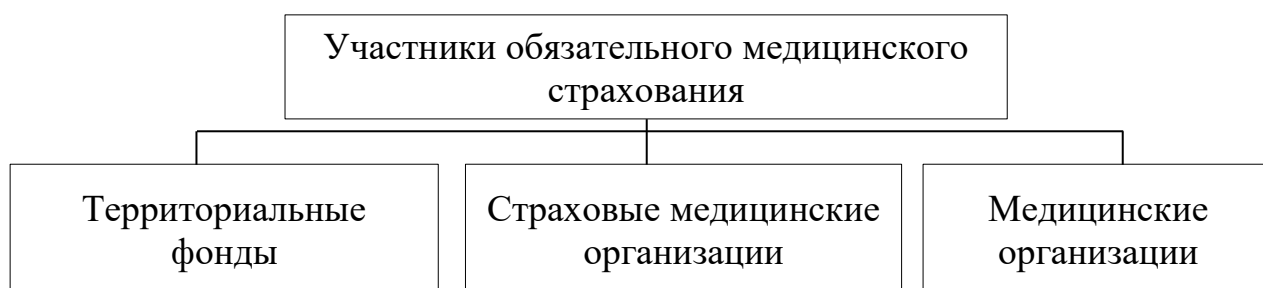 Участники обязательного медицинского
страхования
Территориальные
фонды
Страховые медицинские
организации
Медицинские
организации